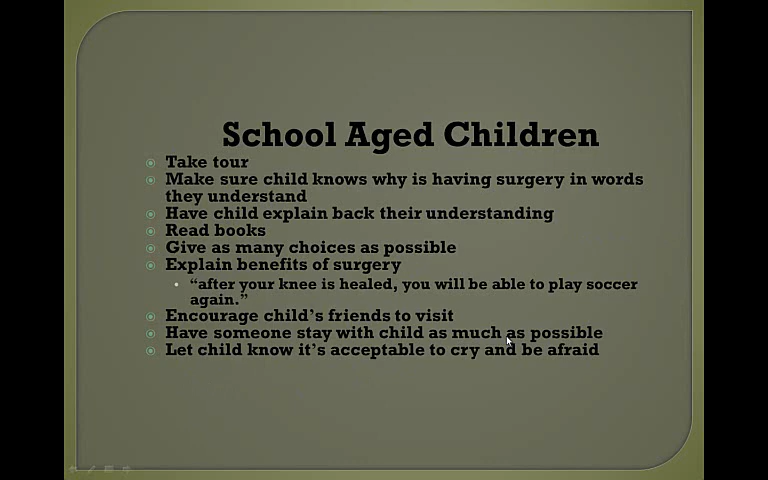 School Aged Children
Take tour
Make sure child knows why is having surgery in words
they understand
Have child explain back their understanding
Read books
Give as many choices as possible
Explain benefits of surgery
“after your knee is healed, you will be able to play soccer
again.”
Encourage child’s friends to visit
Have someone stay with child as much as possible
Let child know it’s acceptable to cry and be afraid